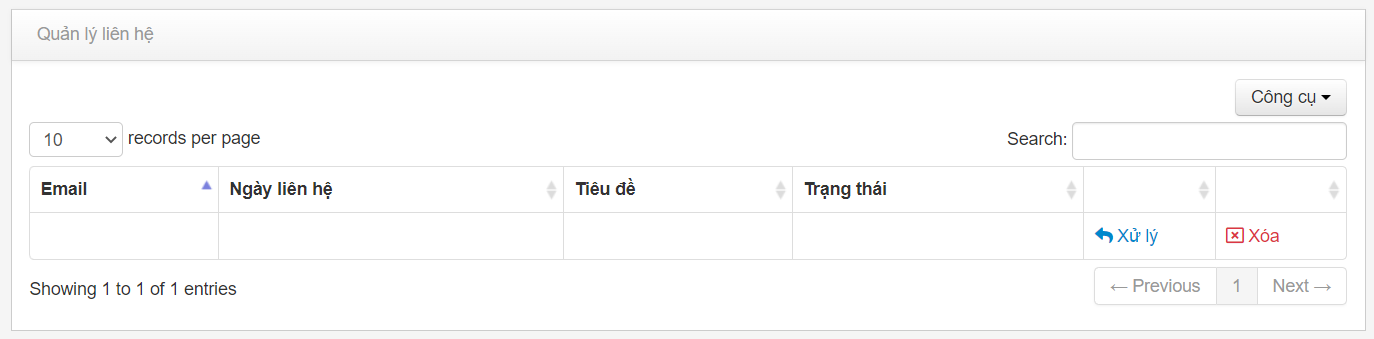 Quản lý liên hệ
Công cụ
10 records per page Search:
Email Ngày liên hệ Tiêu đề Trạng thái
Xử lý Xóa
Showing 1 to 1 of 1 entries
← Previous 1 Next →